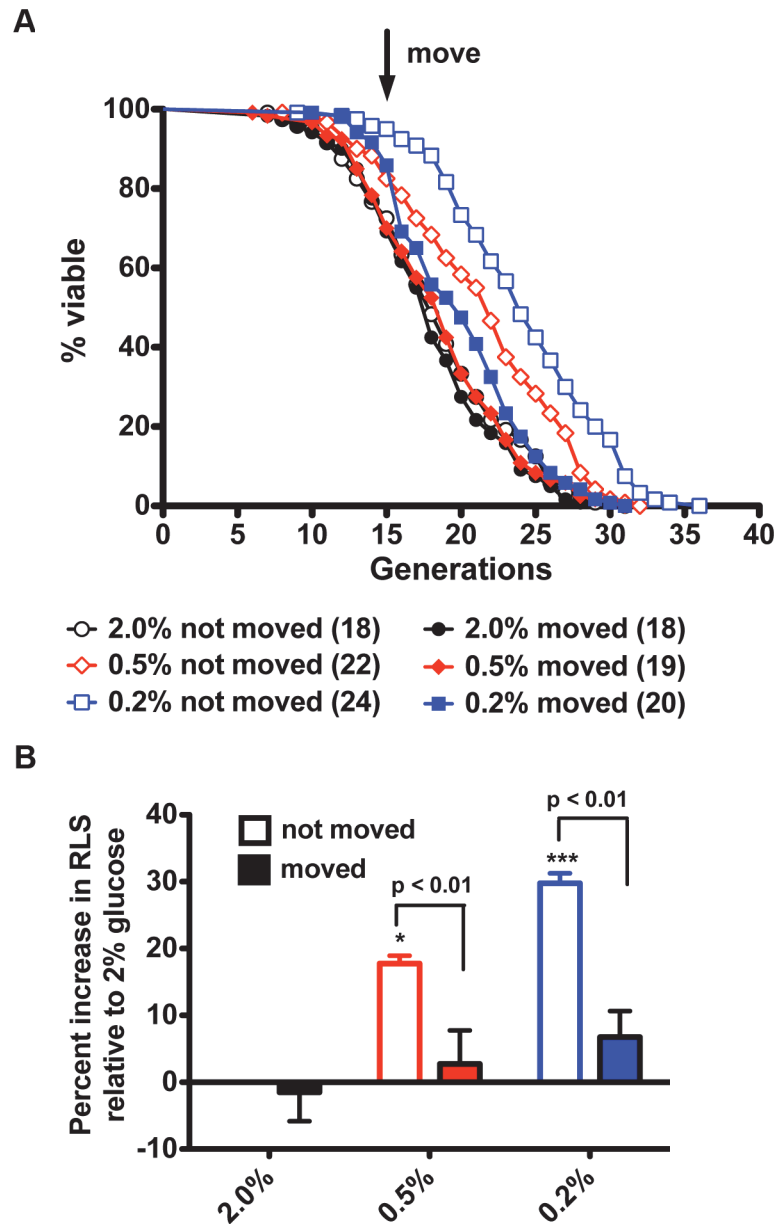 A
move
100
80
60
40
20
0
% viable
0 5 10 15 20 25 30 35 40
Generations
2.0% not moved (18) 2.0% moved (18)
0.5% not moved (22) 0.5% moved (19)
0.2% not moved (24) 0.2% moved (20)
B
Percent increase in RLS
relative to 2% glucose
40
30
20
10
0
-10
not moved
moved
p < 0.01
*
p < 0.01
***
2.0% 0.5% 0.2%